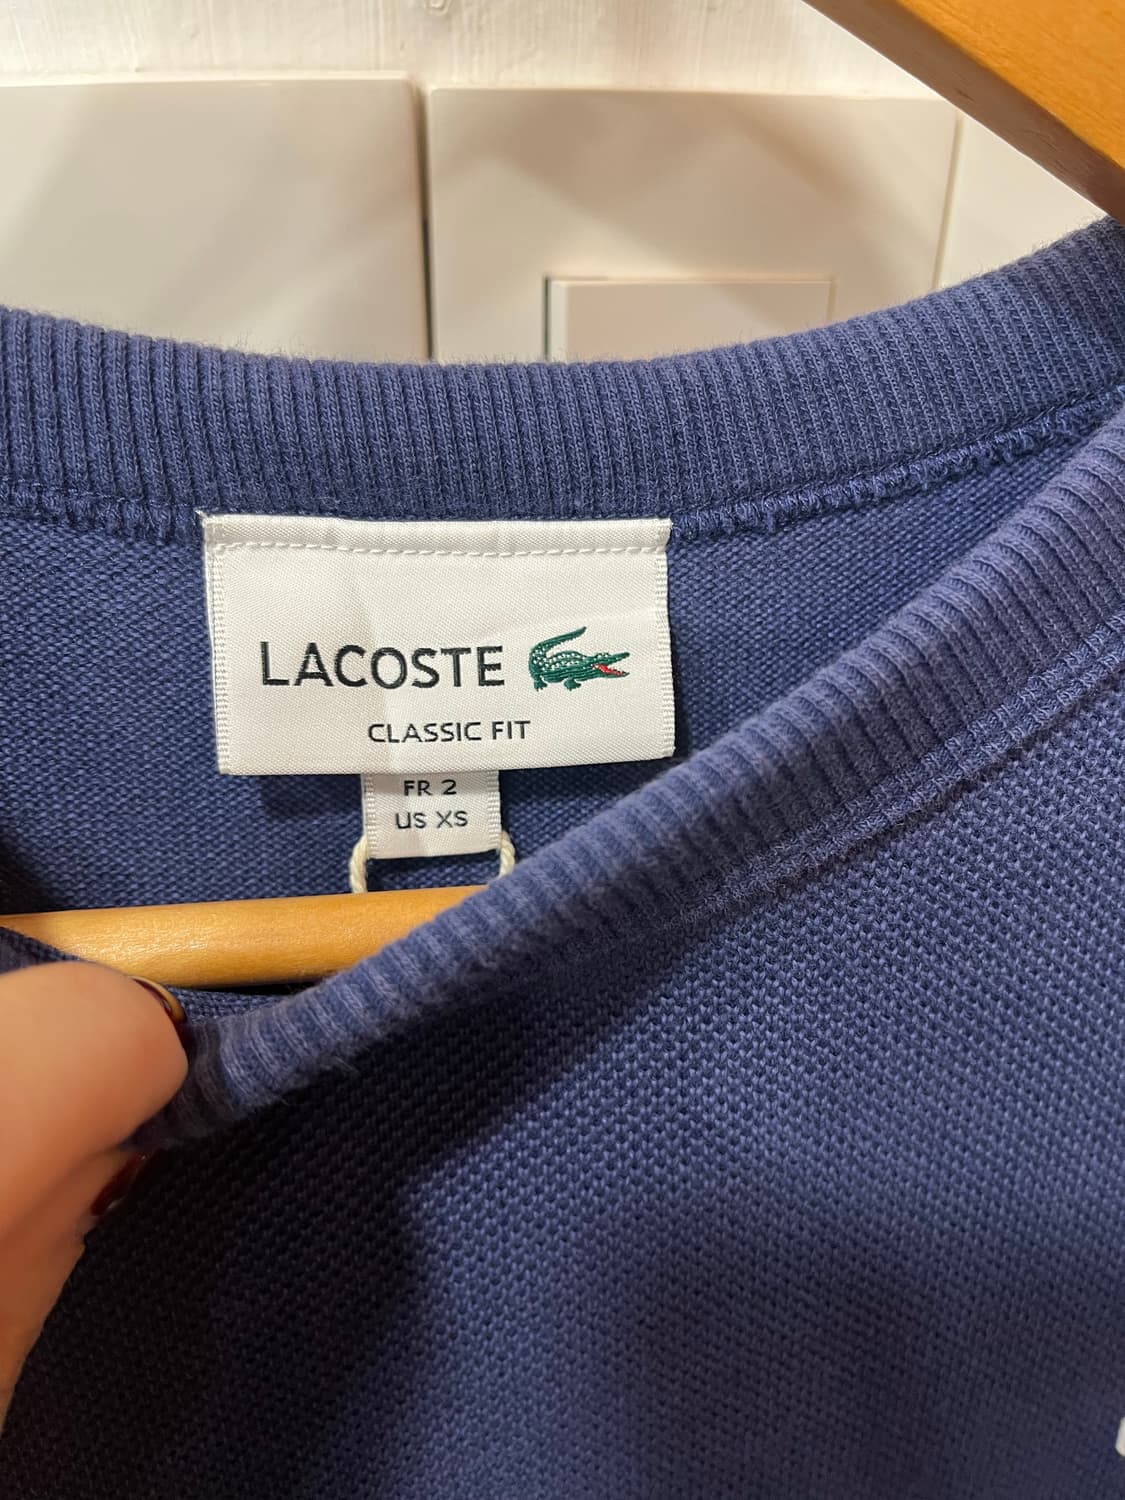 LACOSTE
CLASSIC FIT
FR 2
US XS